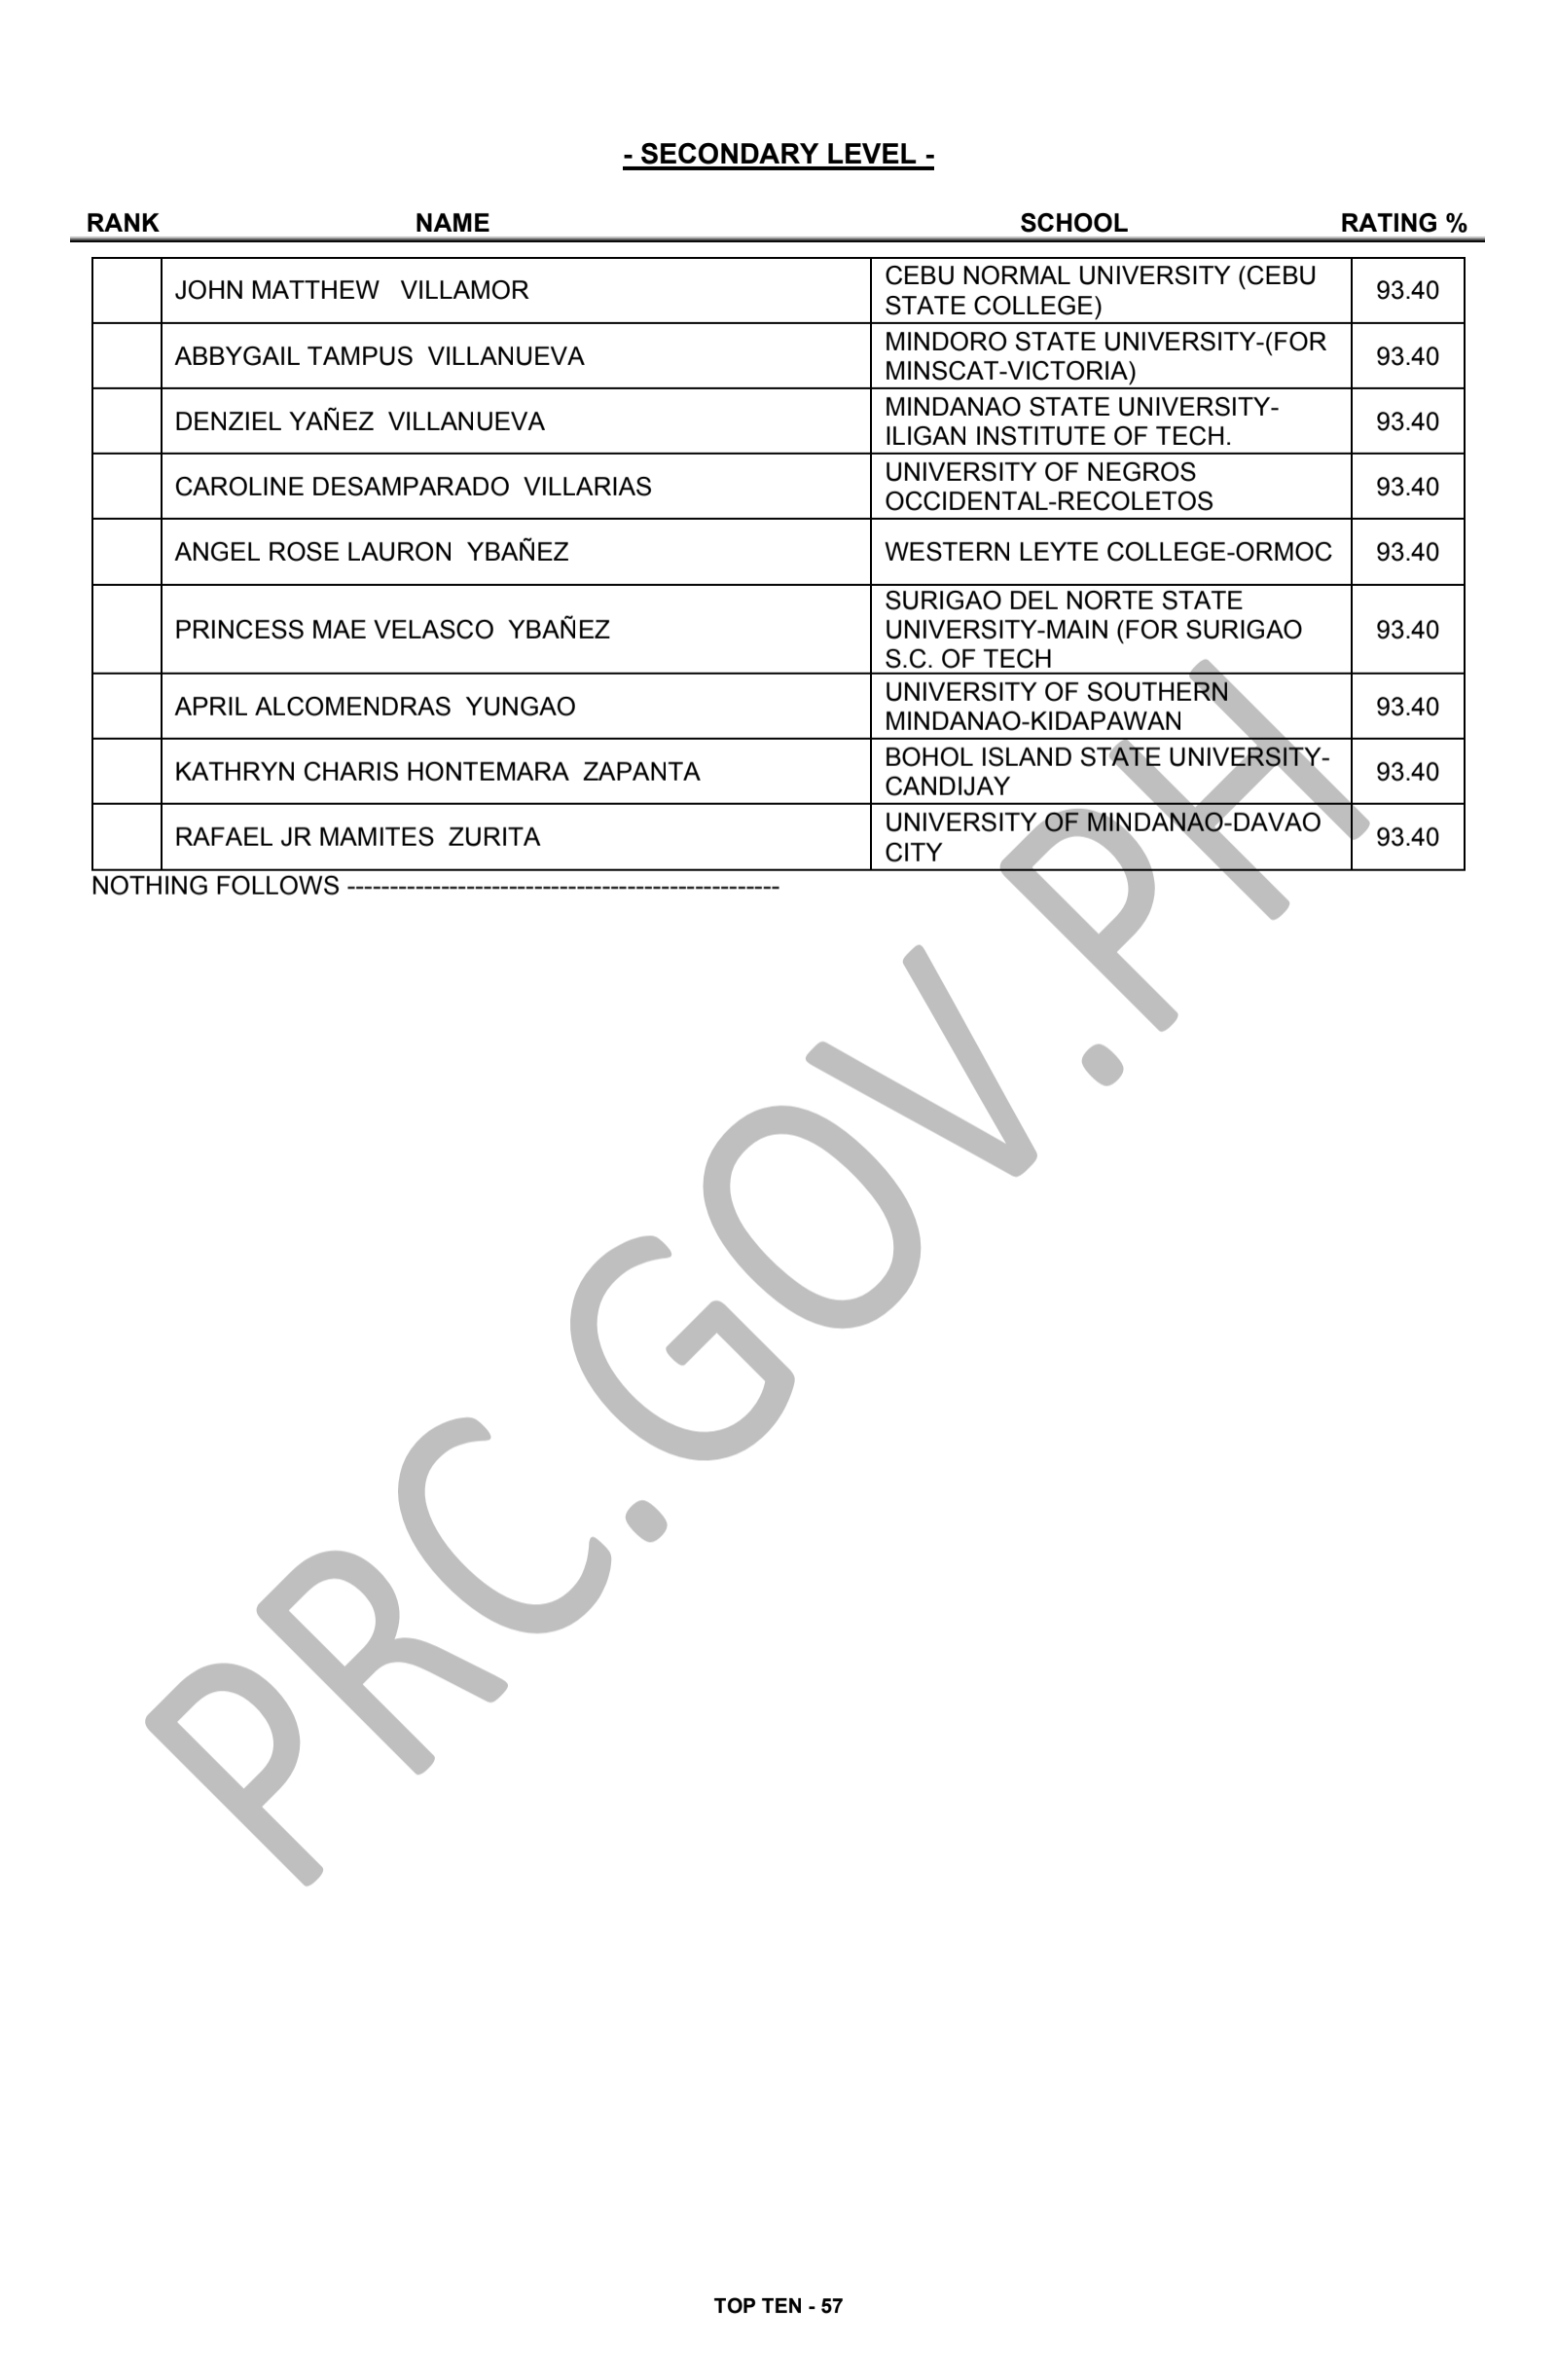 - SECONDARY LEVEL -
RANK NAME SCHOOL RATING %
JOHN MATTHEW VILLAMOR CEBU NORMAL UNIVERSITY (CEBU
STATE COLLEGE) 93.40
ABBYGAIL TAMPUS VILLANUEVA MINDORO STATE UNIVERSITY-(FOR
MINSCAT-VICTORIA) 93.40
DENZIEL YAÑEZ VILLANUEVA MINDANAO STATE UNIVERSITY-
ILIGAN INSTITUTE OF TECH. 93.40
CAROLINE DESAMPARADO VILLARIAS UNIVERSITY OF NEGROS
OCCIDENTAL-RECOLETOS 93.40
ANGEL ROSE LAURON YBAÑEZ WESTERN LEYTE COLLEGE-ORMOC 93.40
PRINCESS MAE VELASCO YBAÑEZ SURIGAO DEL NORTE STATE
UNIVERSITY-MAIN (FOR SURIGAO
S.C. OF TECH 93.40
APRIL ALCOMENDRAS YUNGAO UNIVERSITY OF SOUTHERN
MINDANAO-KIDAPAWAN 93.40
KATHRYN CHARIS HONTEMARA ZAPANTA BOHOL ISLAND STATE UNIVERSITY-
CANDIJAY 93.40
RAFAEL JR MAMITES ZURITA UNIVERSITY OF MINDANAO-DAVAO
CITY 93.40
NOTHING FOLLOWS ---------------------------------------------------
PRC.GOV.PH
TOP TEN - 57